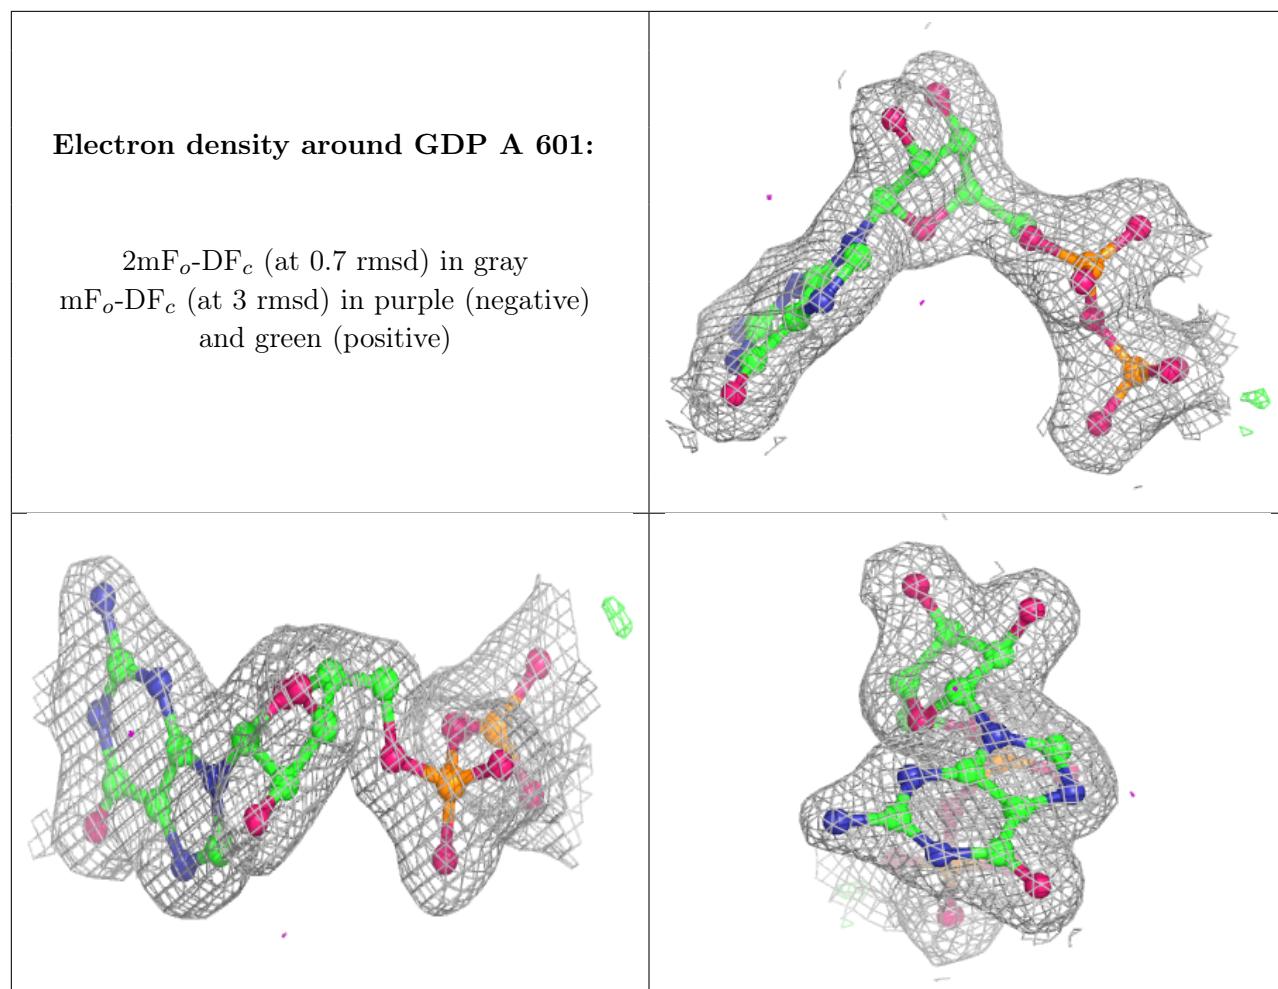 Electron density around GDP A 601:
2mFₒ-DF𝒸 (at 0.7 rmsd) in gray
mFₒ-DF𝒸 (at 3 rmsd) in purple (negative)
and green (positive)